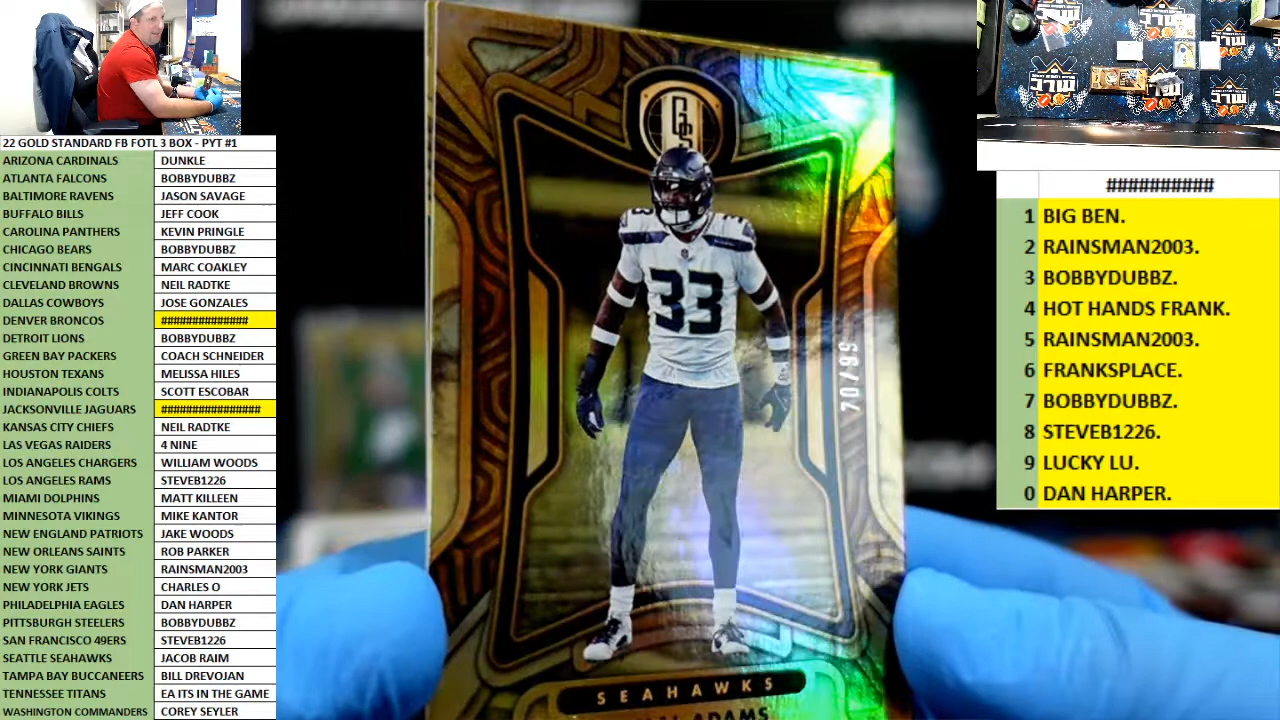 22 GOLD STANDARD FB FOTL 3 BOX - PYT #1
ARIZONA CARDINALS DUNKLE
ATLANTA FALCONS BOBBYDUBBZ
BALTIMORE RAVENS JASON SAVAGE
BUFFALO BILLS JEFF COOK
CAROLINA PANTHERS KEVIN PRINGLE
CHICAGO BEARS BOBBYDUBBZ
CINCINNATI BENGALS MARC COAKLEY
CLEVELAND BROWNS NEIL RADTKE
DALLAS COWBOYS JOSE GONZALES
DENVER BRONCOS ##############
DETROIT LIONS BOBBYDUBBZ
GREEN BAY PACKERS COACH SCHNEIDER
HOUSTON TEXANS MELISSA HILES
INDIANAPOLIS COLTS SCOTT ESCOBAR
JACKSONVILLE JAGUARS ################
KANSAS CITY CHIEFS NEIL RADTKE
LAS VEGAS RAIDERS 4 NINE
LOS ANGELES CHARGERS WILLIAM WOODS
LOS ANGELES RAMS STEVEB1226
MIAMI DOLPHINS MATT KILLEEN
MINNESOTA VIKINGS MIKE KANTOR
NEW ENGLAND PATRIOTS JAKE WOODS
NEW ORLEANS SAINTS ROB PARKER
NEW YORK GIANTS RAINSMAN2003
NEW YORK JETS CHARLES O
PHILADELPHIA EAGLES DAN HARPER
PITTSBURGH STEELERS BOBBYDUBBZ
SAN FRANCISCO 49ERS STEVEB1226
SEATTLE SEAHAWKS JACOB RAIM
TAMPA BAY BUCCANEERS BILL DREVOJAN
TENNESSEE TITANS EA ITS IN THE GAME
WASHINGTON COMMANDERS COREY SEYLER
GS
33
33
70/99
SEAHAWKS
ADAMS
##########
1 BIG BEN.
2 RAINSMAN2003.
3 BOBBYDUBBZ.
4 HOT HANDS FRANK.
5 RAINSMAN2003.
6 FRANKSPLACE.
7 BOBBYDUBBZ.
8 STEVEB1226.
9 LUCKY LU.
0 DAN HARPER.